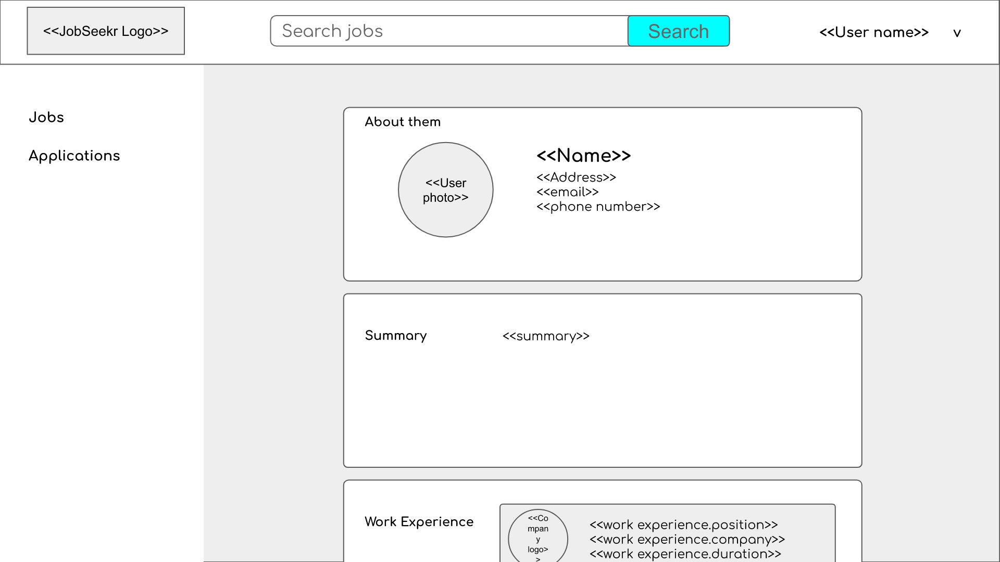 <<JobSeekr Logo>>
Search jobs
Search
<<User name>>
v
Jobs
Applications
About them
<<User
photo>>
<<Name>>
<<Address>>
<<email>>
<<phone number>>
Summary
<<summary>>
Work Experience
<<Co
mpan
y
logo>
>
<<work experience.position>>
<<work experience.company>>
<<work experience.duration>>